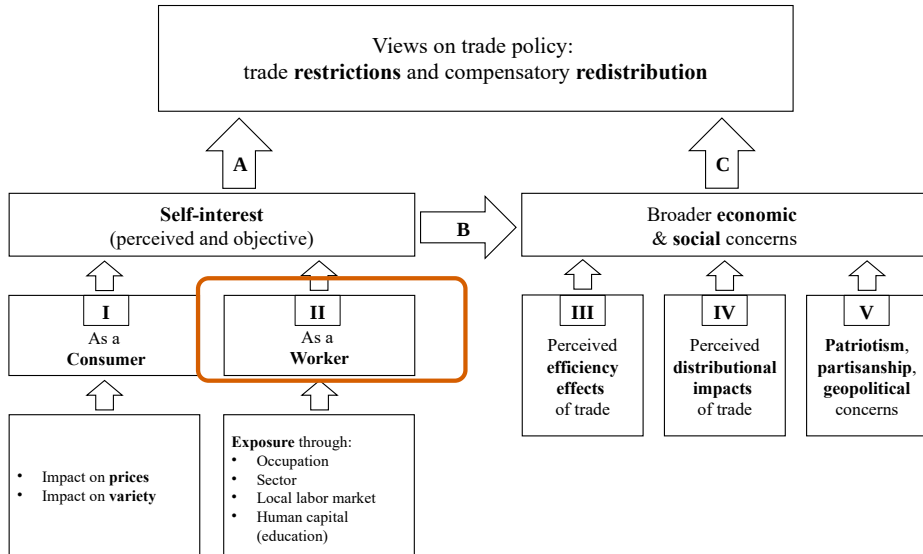 Views on trade policy:
trade restrictions and compensatory redistribution
A
C
Self-interest
(perceived and objective)
B
Broader economic
& social concerns
I
As a
Consumer
II
As a
Worker
III
Perceived
efficiency
effects
of trade
IV
Perceived
distributional
impacts
of trade
V
Patriotism,
partisanship,
geopolitical
concerns
• Impact on prices
• Impact on variety
Exposure through:
• Occupation
• Sector
• Local labor market
• Human capital
(education)